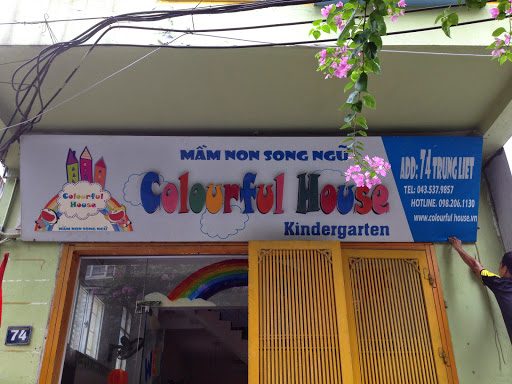 MẦM NON SONG NGỮ
Colourful House
Kindergarten
Colourful
House
MẦM NON SONG NGỮ
ADD: 74 TRUNG LIET
TEL: 043.537.9857
HOTLINE. 098.206.1130
www.colourful house.vn
74